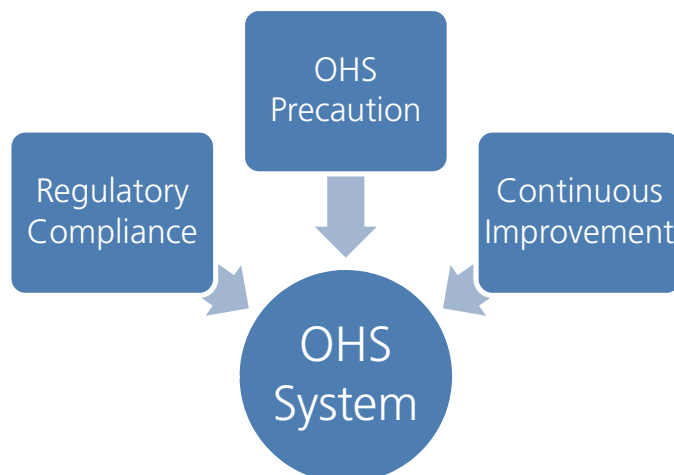 OHS
Precaution
Regulatory
Compliance
Continuous
Improvement
OHS
System